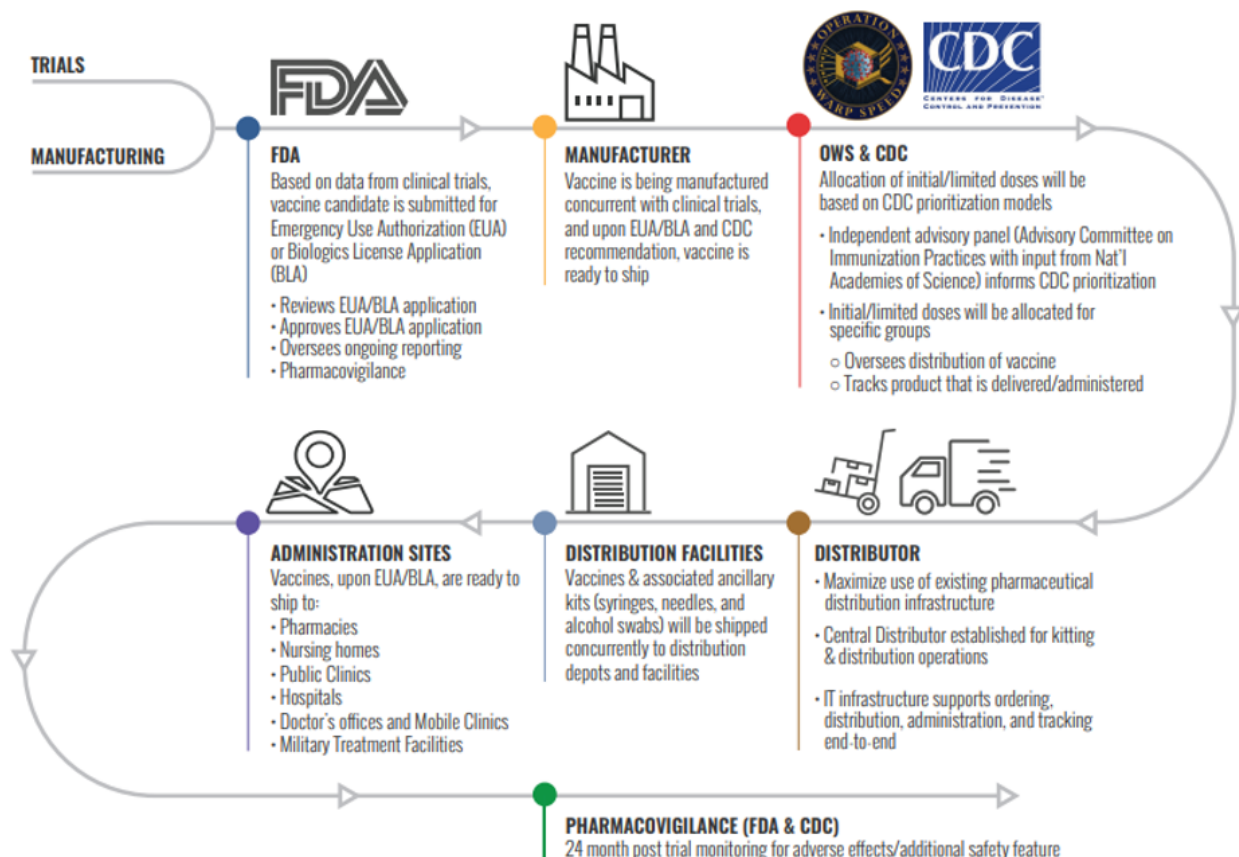 TRIALS
MANUFACTURING
FDA
FDA
Based on data from clinical trials,
vaccine candidate is submitted for
Emergency Use Authorization (EUA)
or Biologics License Application
(BLA)
• Reviews EUA/BLA application
• Approves EUA/BLA application
• Oversees ongoing reporting
• Pharmacovigilance
MANUFACTURER
Vaccine is being manufactured
concurrent with clinical trials,
and upon EUA/BLA and CDC
recommendation, vaccine is
ready to ship
OPERATION
WARP SPEED
CDC
CENTERS FOR DISEASE
CONTROL AND PREVENTION
OWS & CDC
Allocation of initial/limited doses will be
based on CDC prioritization models
• Independent advisory panel (Advisory Committee on
Immunization Practices with input from Nat'l
Academies of Science) informs CDC prioritization
• Initial/limited doses will be allocated for
specific groups
○ Oversees distribution of vaccine
○ Tracks product that is delivered/administered
ADMINISTRATION SITES
Vaccines, upon EUA/BLA, are ready to
ship to:
• Pharmacies
• Nursing homes
• Public Clinics
• Hospitals
• Doctor's offices and Mobile Clinics
• Military Treatment Facilities
DISTRIBUTION FACILITIES
Vaccines & associated ancillary
kits (syringes, needles, and
alcohol swabs) will be shipped
concurrently to distribution
depots and facilities
DISTRIBUTOR
• Maximize use of existing pharmaceutical
distribution infrastructure
• Central Distributor established for kitting
& distribution operations
• IT infrastructure supports ordering,
distribution, administration, and tracking
end-to-end
PHARMACOVIGILANCE (FDA & CDC)
24 month post trial monitoring for adverse effects/additional safety feature